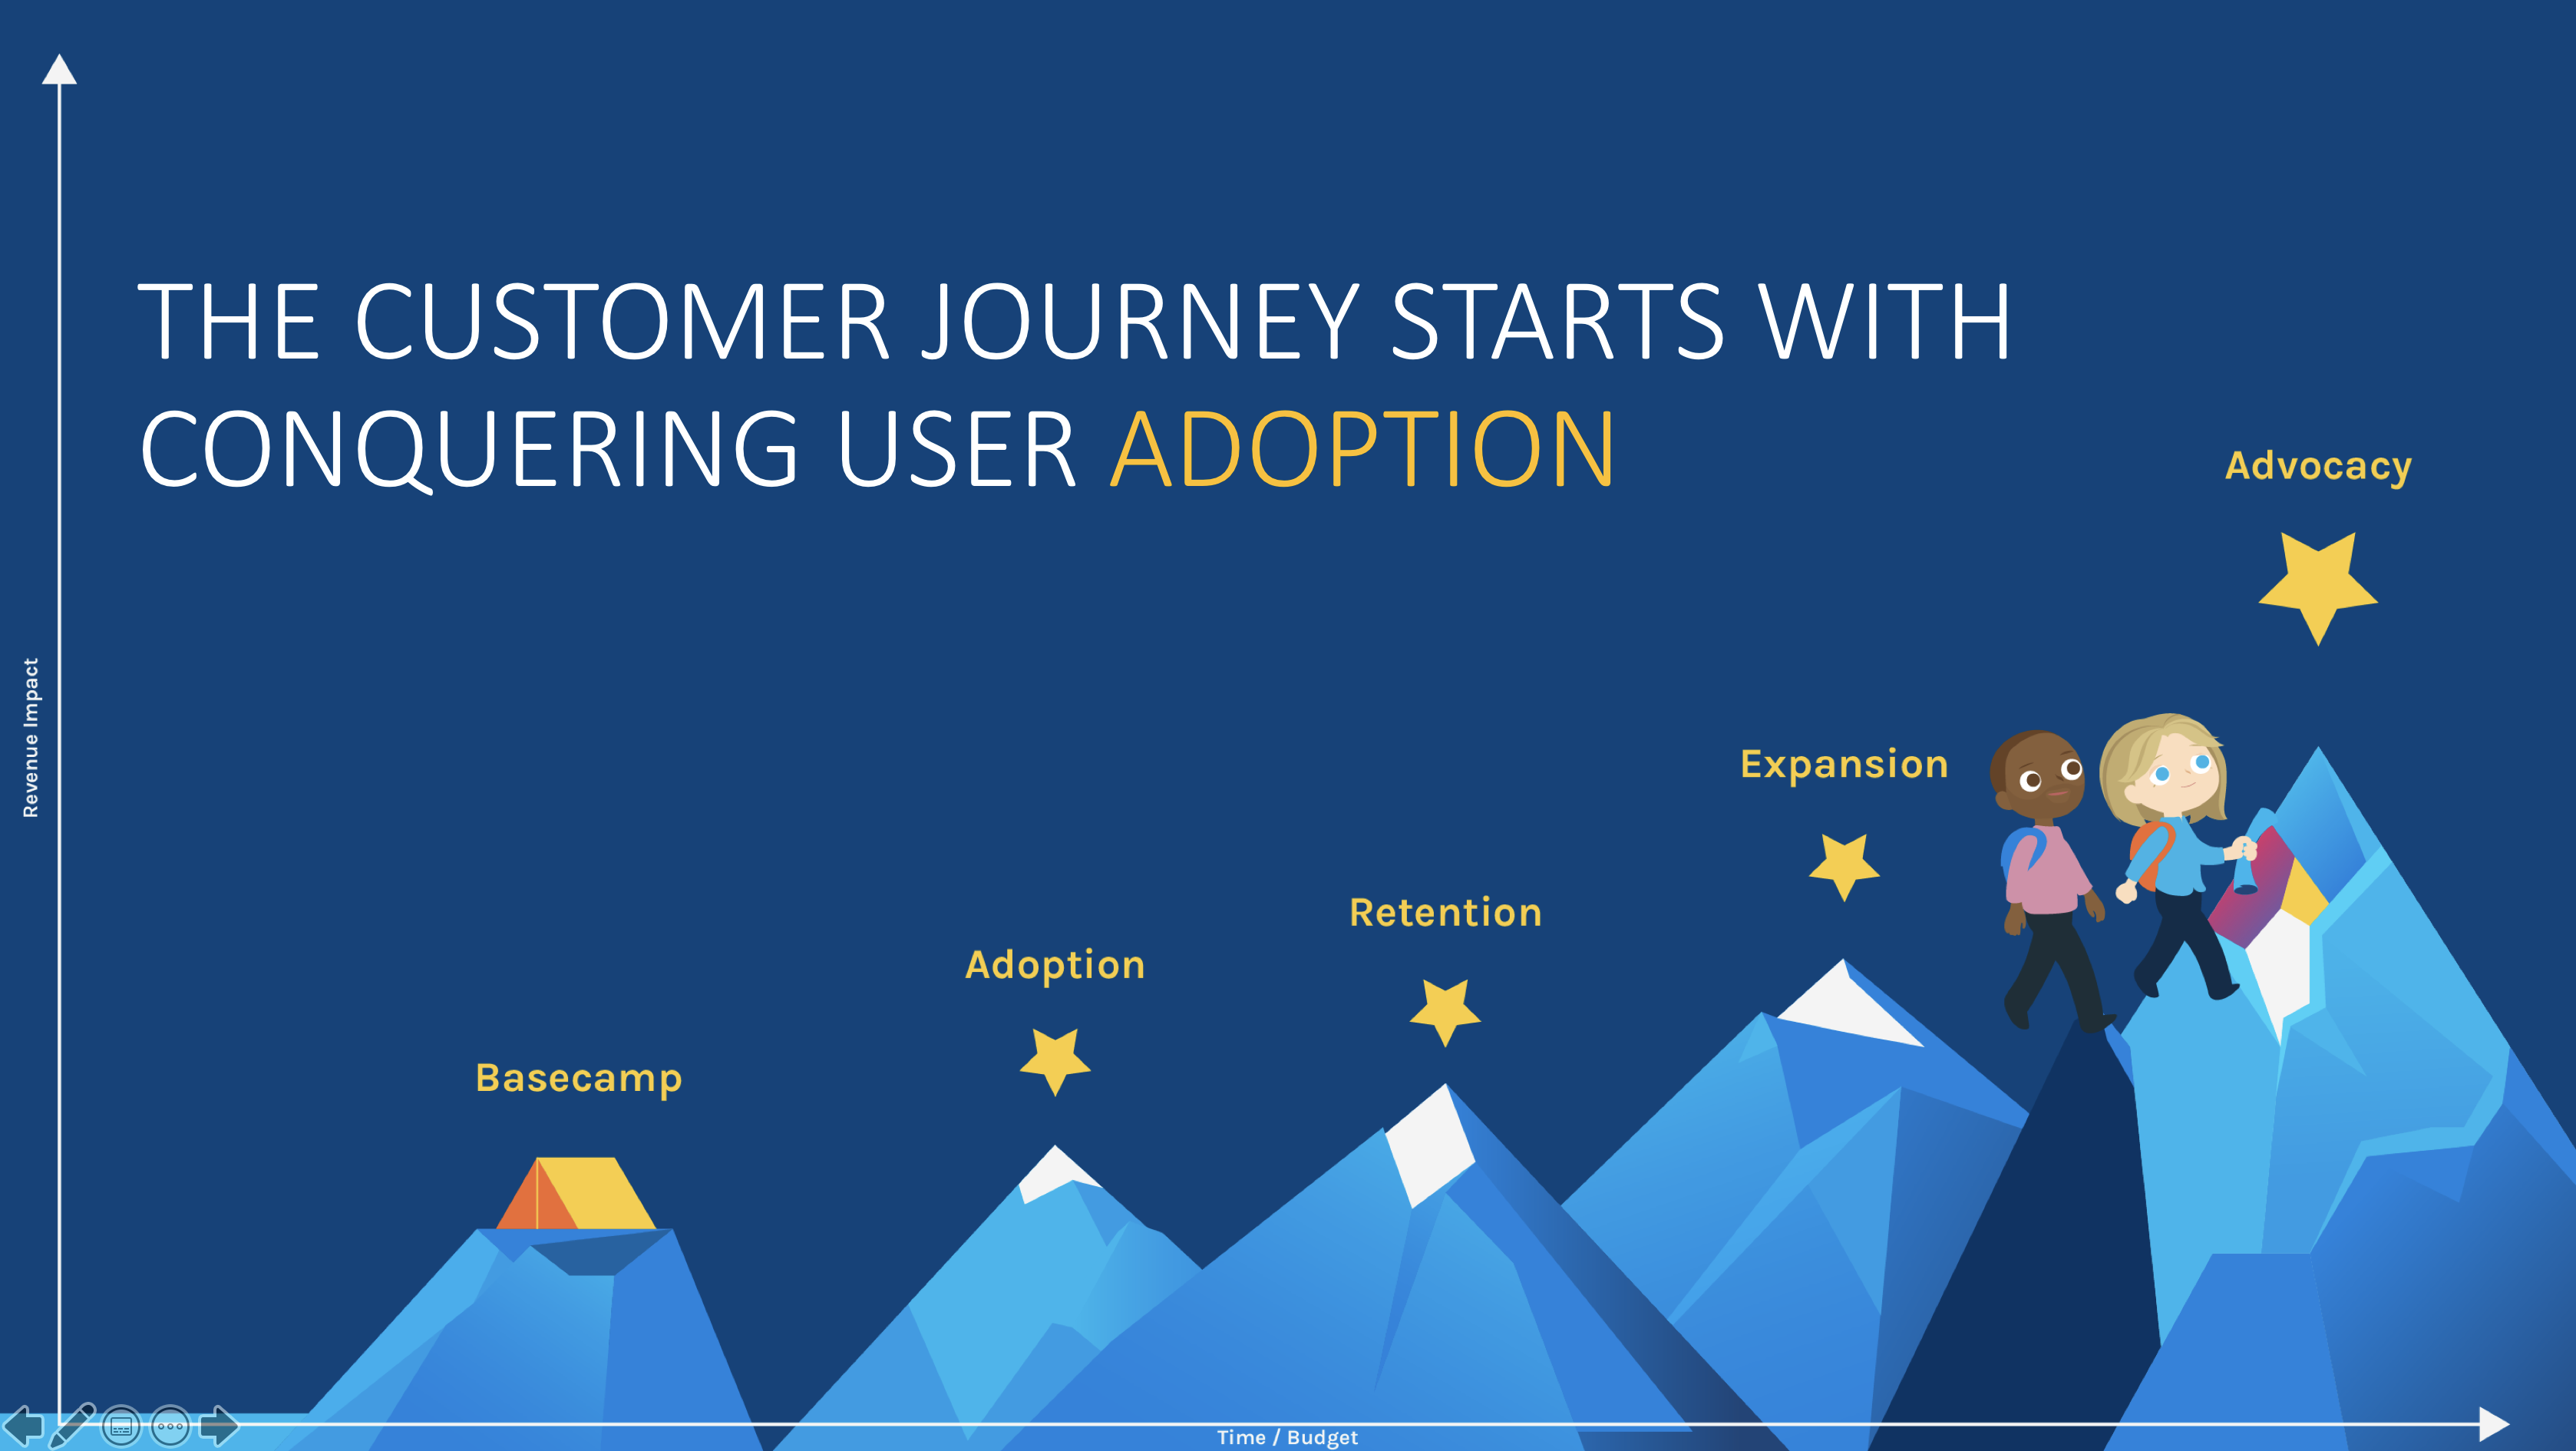 THE CUSTOMER JOURNEY STARTS WITH
CONQUERING USER ADOPTION
Advocacy
Expansion
Retention
Adoption
Basecamp
Revenue Impact
Time / Budget